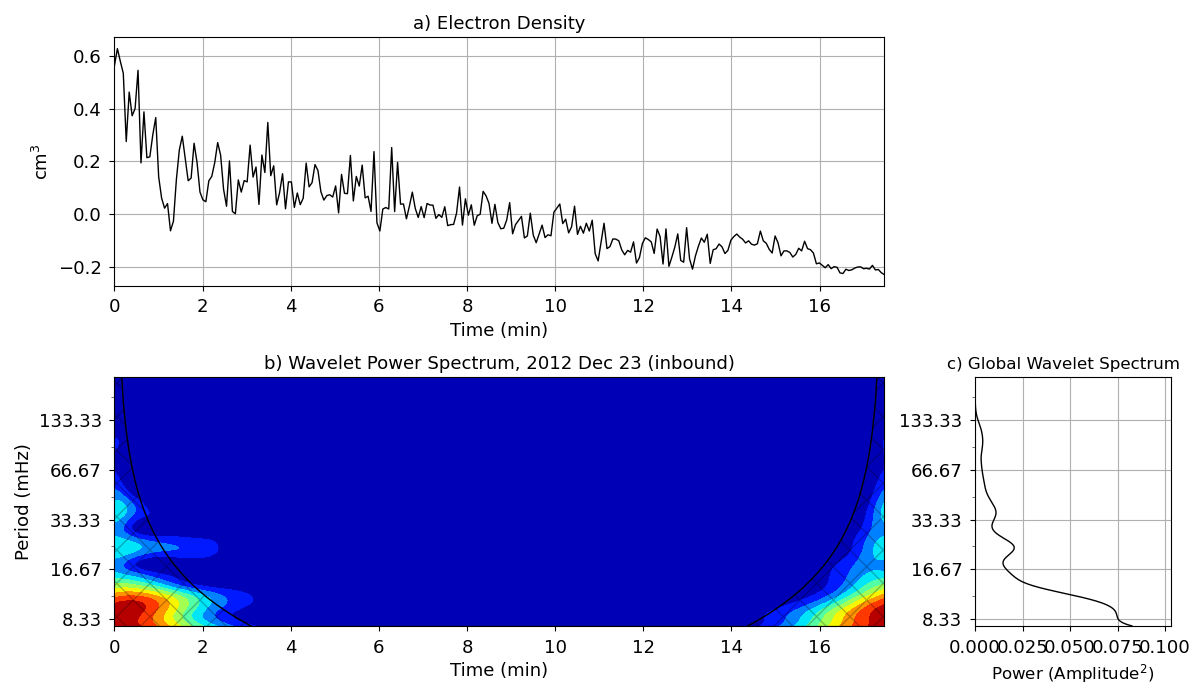 a) Electron Density
0.6
0.4
0.2
0.0
−0.2
cm³
0 2 4 6 8 10 12 14 16
Time (min)
b) Wavelet Power Spectrum, 2012 Dec 23 (inbound)
133.33
66.67
33.33
16.67
8.33
Period (mHz)
0 2 4 6 8 10 12 14 16
Time (min)
c) Global Wavelet Spectrum
133.33
66.67
33.33
16.67
8.33
0.000 0.025 0.050 0.075 0.100
Power (Amplitude²)